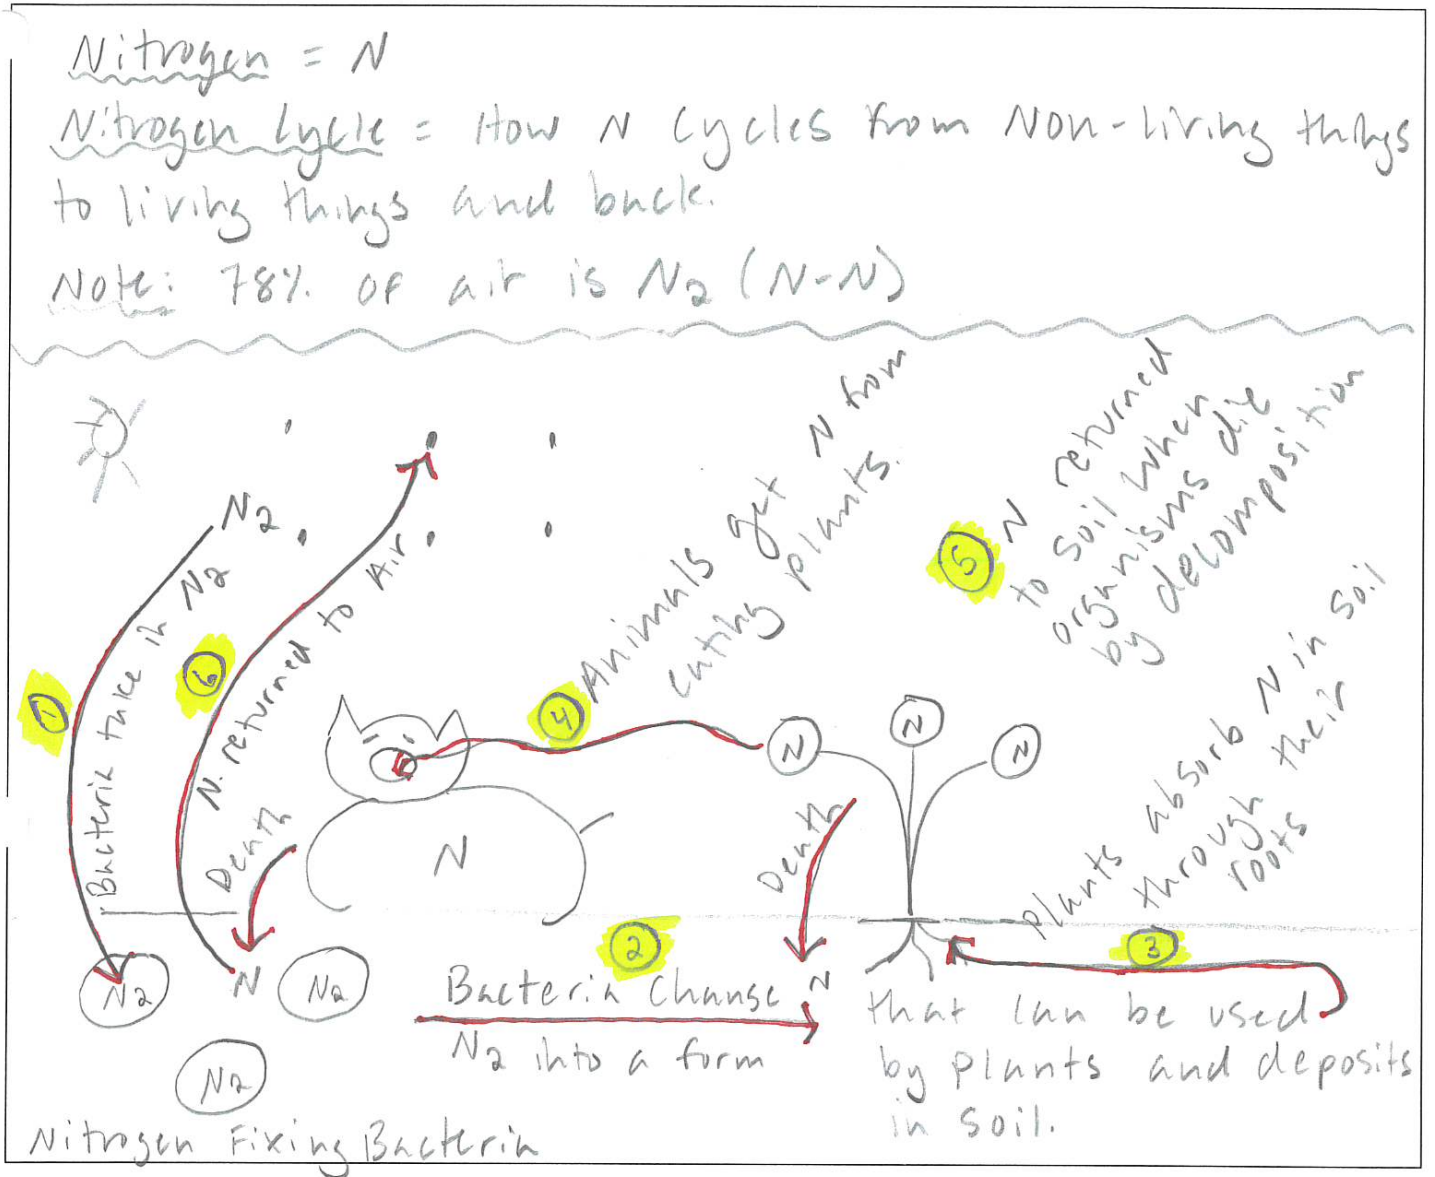 Nitrogen = N
Nitrogen Cycle = How N Cycles from Non-living things
to living things and back.
Note: 78% of air is N2 (N-N)
N2
1
Bacteria take in N2
6
N. returned to Air
4
Animals get N from
eating plants.
5
N returned
to soil when
organisms die
by decomposition
N
N
N
Death
N
Death
3
Plants absorb N in soil
through their
roots
N2
N
N2
2
Bacteria Change
N2 into a form
N
that can be used
by plants and deposits
in soil.
N2
Nitrogen Fixing Bacteria